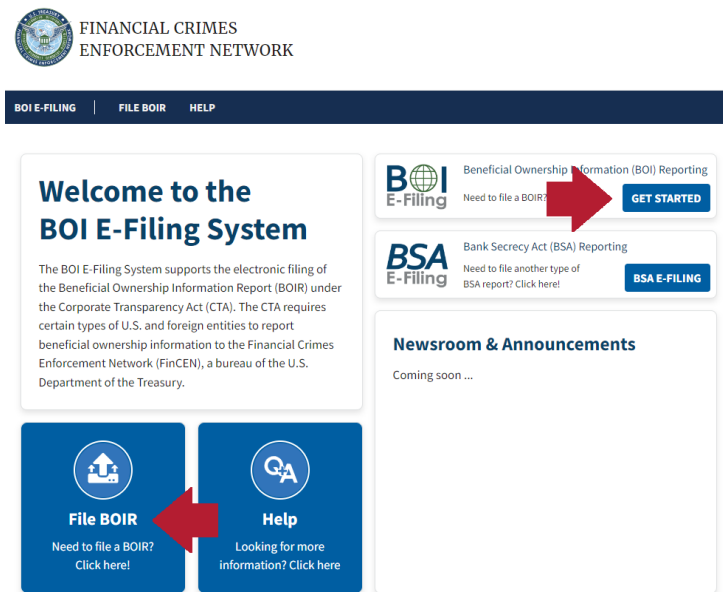 FINANCIAL CRIMES
ENFORCEMENT NETWORK
BOI E-FILING
FILE BOIR
HELP
Welcome to the
BOI E-Filing System
The BOI E-Filing System supports the electronic filing of
the Beneficial Ownership Information Report (BOIR) under
the Corporate Transparency Act (CTA). The CTA requires
certain types of U.S. and foreign entities to report
beneficial ownership information to the Financial Crimes
Enforcement Network (FinCEN), a bureau of the U.S.
Department of the Treasury.
File BOIR
Need to file a BOIR?
Click here!
Help
Looking for more
information? Click here
BOI
E-Filing
Beneficial Ownership Information (BOI) Reporting
Need to file a BOIR?
GET STARTED
BSA
E-Filing
Bank Secrecy Act (BSA) Reporting
Need to file another type of
BSA report? Click here!
BSA E-FILING
Newsroom & Announcements
Coming soon ...